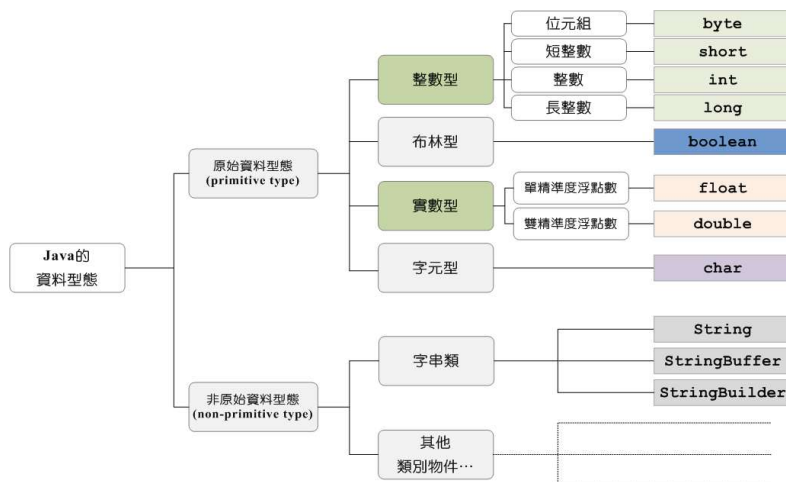 位元組
byte
短整數
short
整數型
整數
int
長整數
long
布林型
boolean
原始資料型態
(primitive type)
單精準度浮點數
float
實數型
雙精準度浮點數
double
Java的
資料型態
字元型
char
String
字串類
StringBuffer
StringBuilder
非原始資料型態
(non-primitive type)
其他
類別物件…